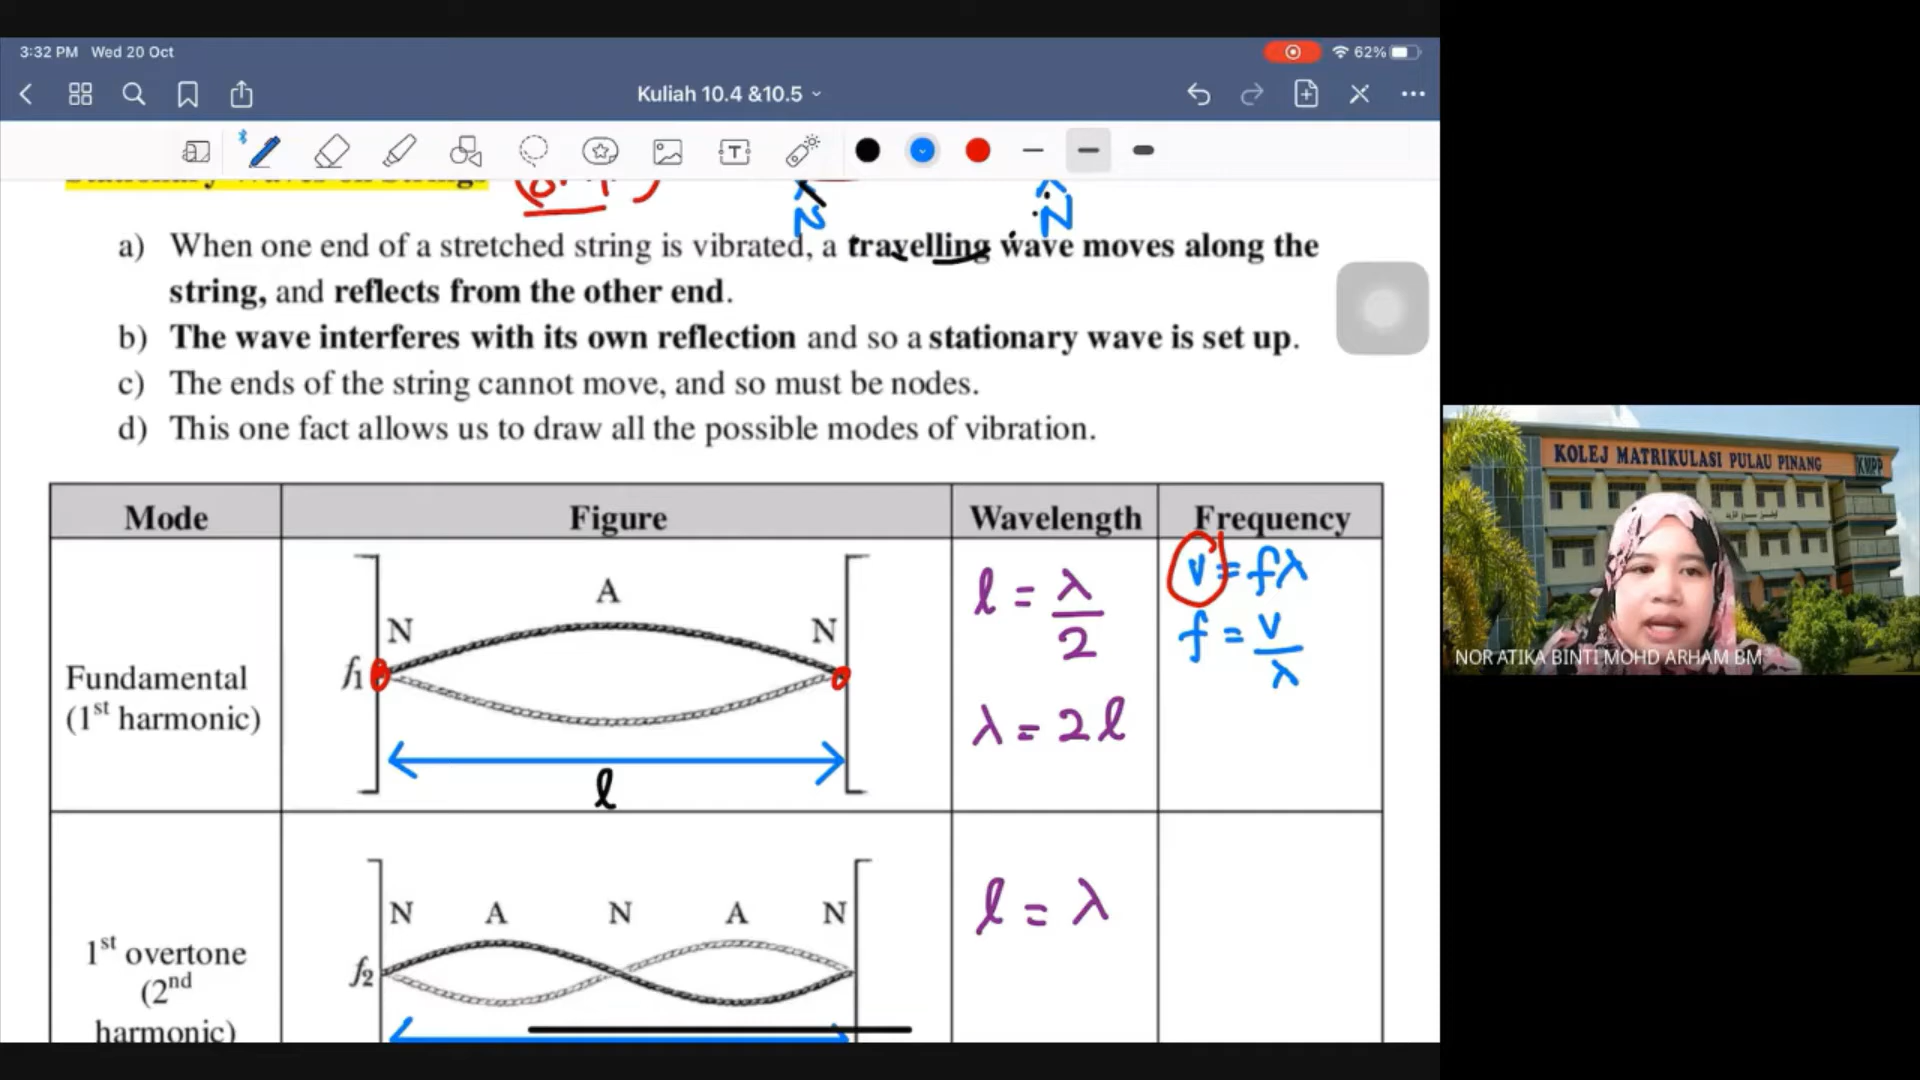 3:32 PM Wed 20 Oct
62%
Kuliah 10.4 &10.5
Stationary Waves on Strings
N
N
a) When one end of a stretched string is vibrated, a travelling wave moves along the
string, and reflects from the other end.
b) The wave interferes with its own reflection and so a stationary wave is set up.
c) The ends of the string cannot move, and so must be nodes.
d) This one fact allows us to draw all the possible modes of vibration.
Mode Figure Wavelength Frequency
Fundamental
(1st harmonic)
f1 N A N
l
l = λ/2
λ = 2l
v = fλ
f = v/λ
1st overtone
(2nd
harmonic)
f2 N A N A N
l = λ
KOLEJ MATRIKULASI PULAU PINANG KMPP
NOR ATIKA BINTI MOHD ARHAM BM